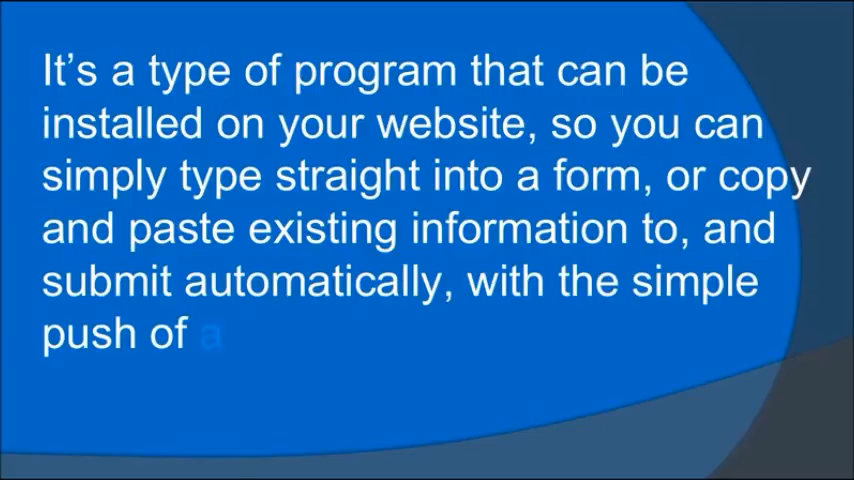 It’s a type of program that can be
installed on your website, so you can
simply type straight into a form, or copy
and paste existing information to, and
submit automatically, with the simple
push of a